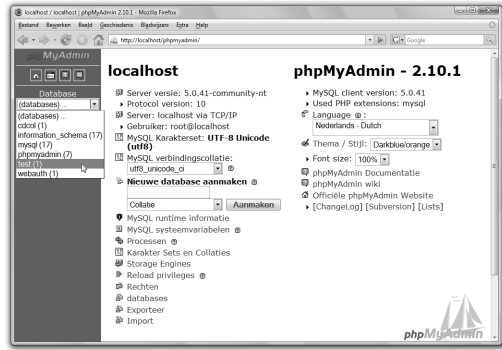 localhost / localhost | phpMyAdmin 2.10.1 - Mozilla Firefox
Bestand Bewerken Beeld Geschiedenis Bladwijzers Extra Help
http://localhost/phpmyadmin/
Google
phpMyAdmin
Database
(databases) ...
(databases) ...
cdcol (1)
information_schema (17)
mysql (17)
phpmyadmin (7)
test (1)
webauth (1)
localhost
Server versie: 5.0.41-community-nt
Protocol version: 10
Server: localhost via TCP/IP
Gebruiker: root@localhost
MySQL Karakterset: UTF-8 Unicode
(utf8)
MySQL verbindingscollatie:
utf8_unicode_ci
Nieuwe database aanmaken
Collatie
Aanmaken
MySQL runtime informatie
MySQL systeemvariabelen
Processen
Karakter Sets en Collaties
Storage Engines
Reload privileges
Rechten
databases
Exporteer
Import
phpMyAdmin - 2.10.1
MySQL client version: 5.0.41
Used PHP extensions: mysql
Language :
Nederlands - Dutch
Thema / Stijl: Darkblue/orange
Font size: 100%
phpMyAdmin Documentatie
phpMyAdmin wiki
Officiële phpMyAdmin Website
[ChangeLog] [Subversion] [Lists]
phpMyAdmin